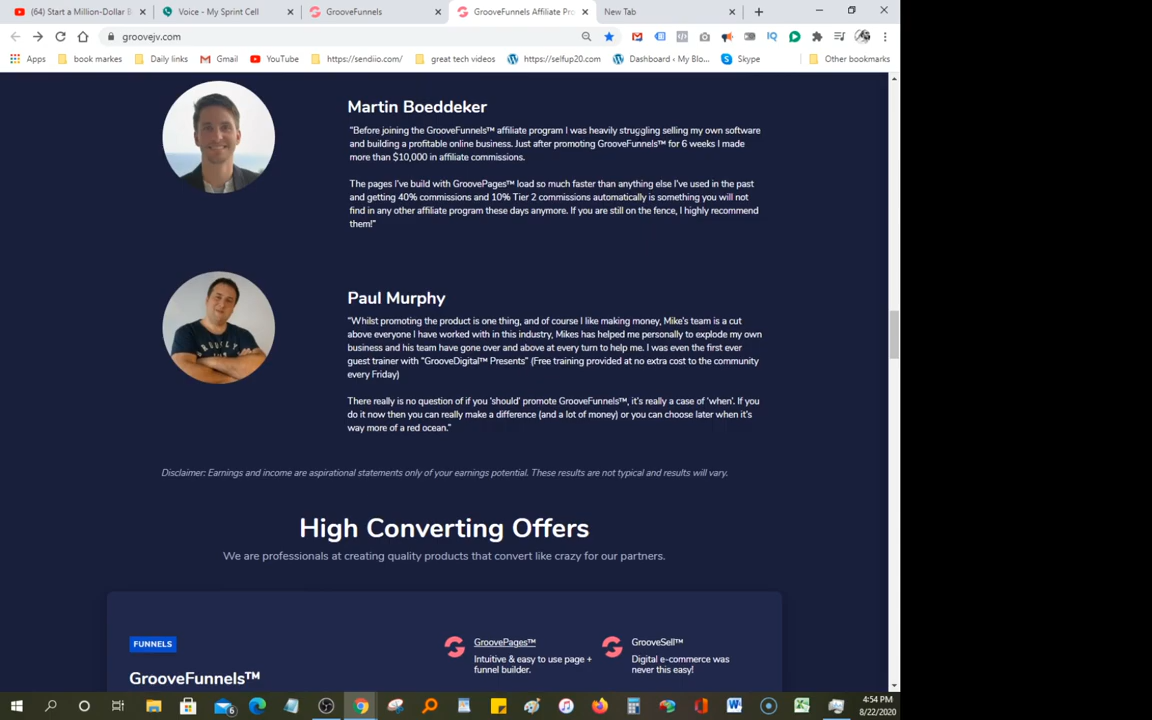 (64) Start a Million-Dollar B
Voice - My Sprint Cell
GrooveFunnels
GrooveFunnels Affiliate Pro
New Tab
groovejv.com
Apps
book markes
Daily links
Gmail
YouTube
https://sendiio.com/
great tech videos
https://selfup20.com
Dashboard ‹ My Blo...
Skype
Other bookmarks
Martin Boeddeker
"Before joining the GrooveFunnels™ affiliate program I was heavily struggling selling my own software
and building a profitable online business. Just after promoting GrooveFunnels™ for 6 weeks I made
more than $10,000 in affiliate commissions.
The pages I've build with GroovePages™ load so much faster than anything else I've used in the past
and getting 40% commissions and 10% Tier 2 commissions automatically is something you will not
find in any other affiliate program these days anymore. If you are still on the fence, I highly recommend
them!"
Paul Murphy
"Whilst promoting the product is one thing, and of course I like making money, Mike's team is a cut
above everyone I have worked with in this industry, Mikes has helped me personally to explode my own
business and his team have gone over and above at every turn to help me. I was even the first ever
guest trainer with "GrooveDigital™ Presents" (Free training provided at no extra cost to the community
every Friday)
There really is no question of if you 'should' promote GrooveFunnels™, it's really a case of 'when'. If you
do it now then you can really make a difference (and a lot of money) or you can choose later when it's
way more of a red ocean."
Disclaimer: Earnings and income are aspirational statements only of your earnings potential. These results are not typical and results will vary.
High Converting Offers
We are professionals at creating quality products that convert like crazy for our partners.
FUNNELS
GrooveFunnels™
GroovePages™
Intuitive & easy to use page +
funnel builder.
GrooveSell™
Digital e-commerce was
never this easy!
4:54 PM
8/22/2020